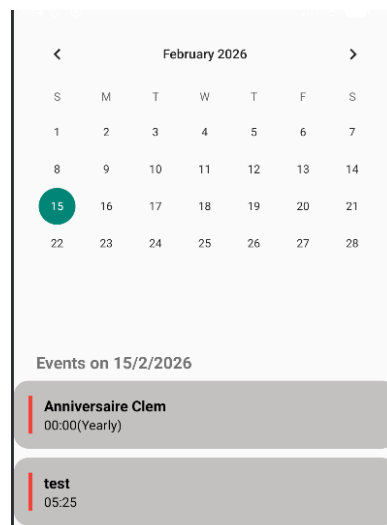 February 2026
S M T W T F S
1 2 3 4 5 6 7
8 9 10 11 12 13 14
15 16 17 18 19 20 21
22 23 24 25 26 27 28
Events on 15/2/2026
Anniversaire Clem
00:00(Yearly)
test
05:25